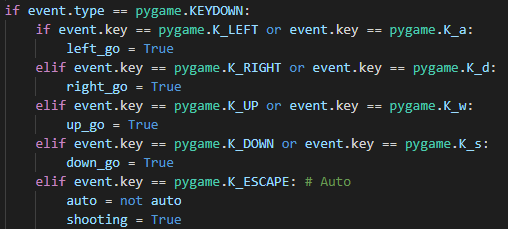 if event.type == pygame.KEYDOWN:
    if event.key == pygame.K_LEFT or event.key == pygame.K_a:
        left_go = True
    elif event.key == pygame.K_RIGHT or event.key == pygame.K_d:
        right_go = True
    elif event.key == pygame.K_UP or event.key == pygame.K_w:
        up_go = True
    elif event.key == pygame.K_DOWN or event.key == pygame.K_s:
        down_go = True
    elif event.key == pygame.K_ESCAPE: # Auto
        auto = not auto
        shooting = True